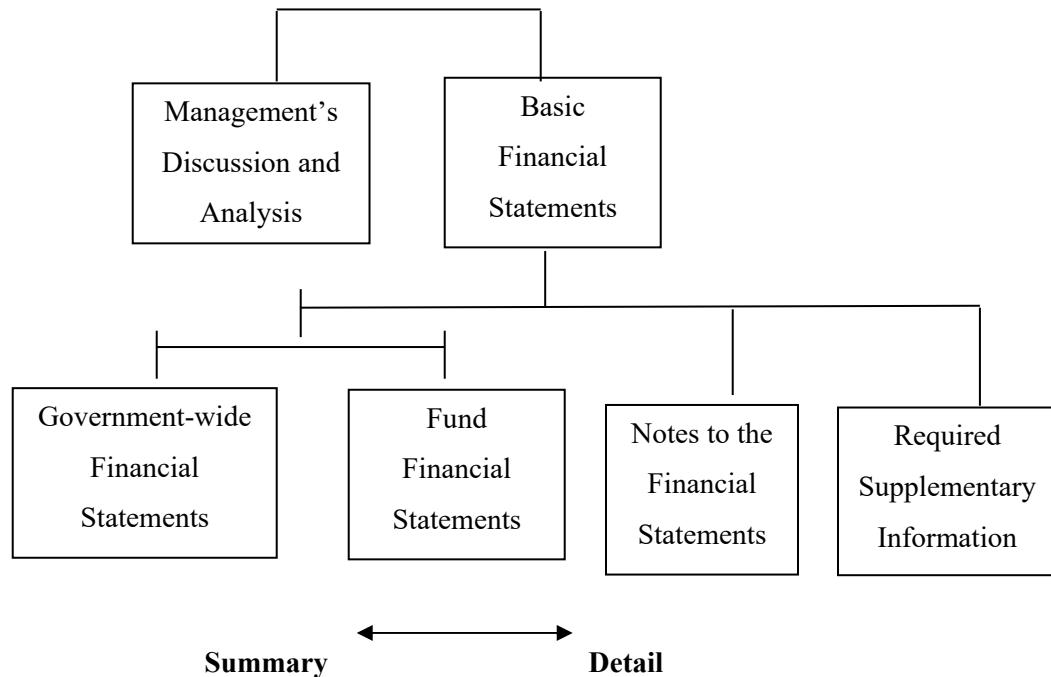 Management’s
Discussion and
Analysis
Basic
Financial
Statements
Government-wide
Financial
Statements
Fund
Financial
Statements
Notes to the
Financial
Statements
Required
Supplementary
Information
Summary
Detail